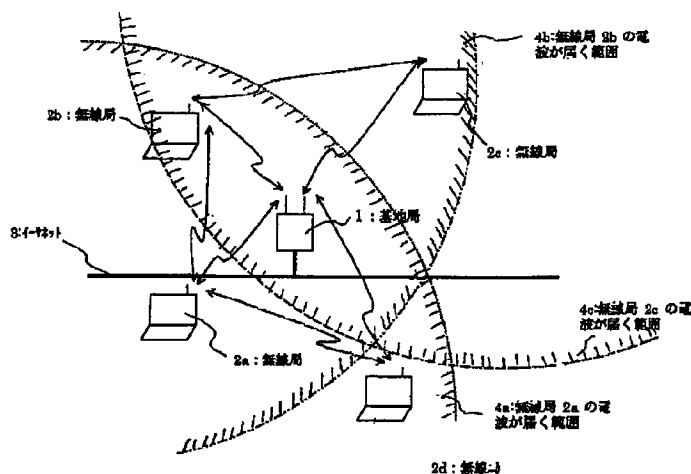 4b:無線局 2b の電
波が届く範囲
2b:無線局
2c:無線局
1:基地局
3:イーサネット
4c:無線局 2c の電
波が届く範囲
2a:無線局
4a:無線局 2a の電
波が届く範囲
2d:無線